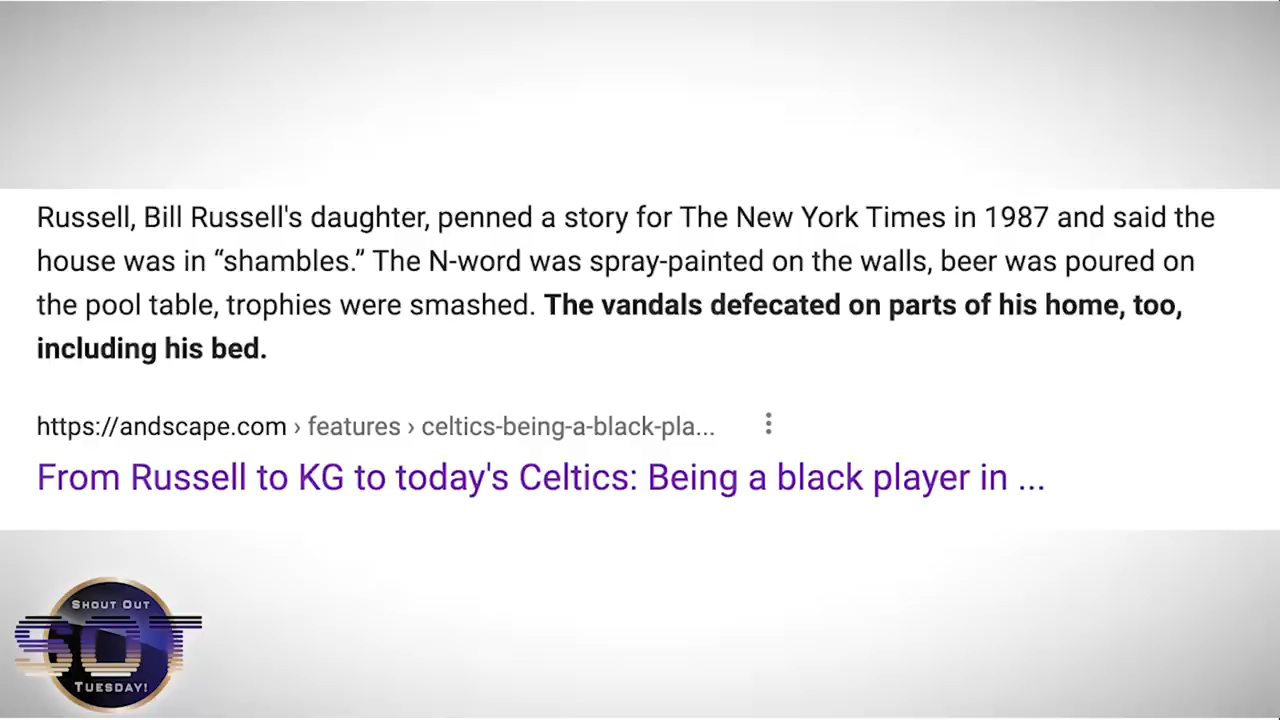 Russell, Bill Russell's daughter, penned a story for The New York Times in 1987 and said the
house was in “shambles.” The N-word was spray-painted on the walls, beer was poured on
the pool table, trophies were smashed. The vandals defecated on parts of his home, too,
including his bed.
https://andscape.com › features › celtics-being-a-black-pla...
From Russell to KG to today's Celtics: Being a black player in ...
SHOUT OUT
SOT
TUESDAY!